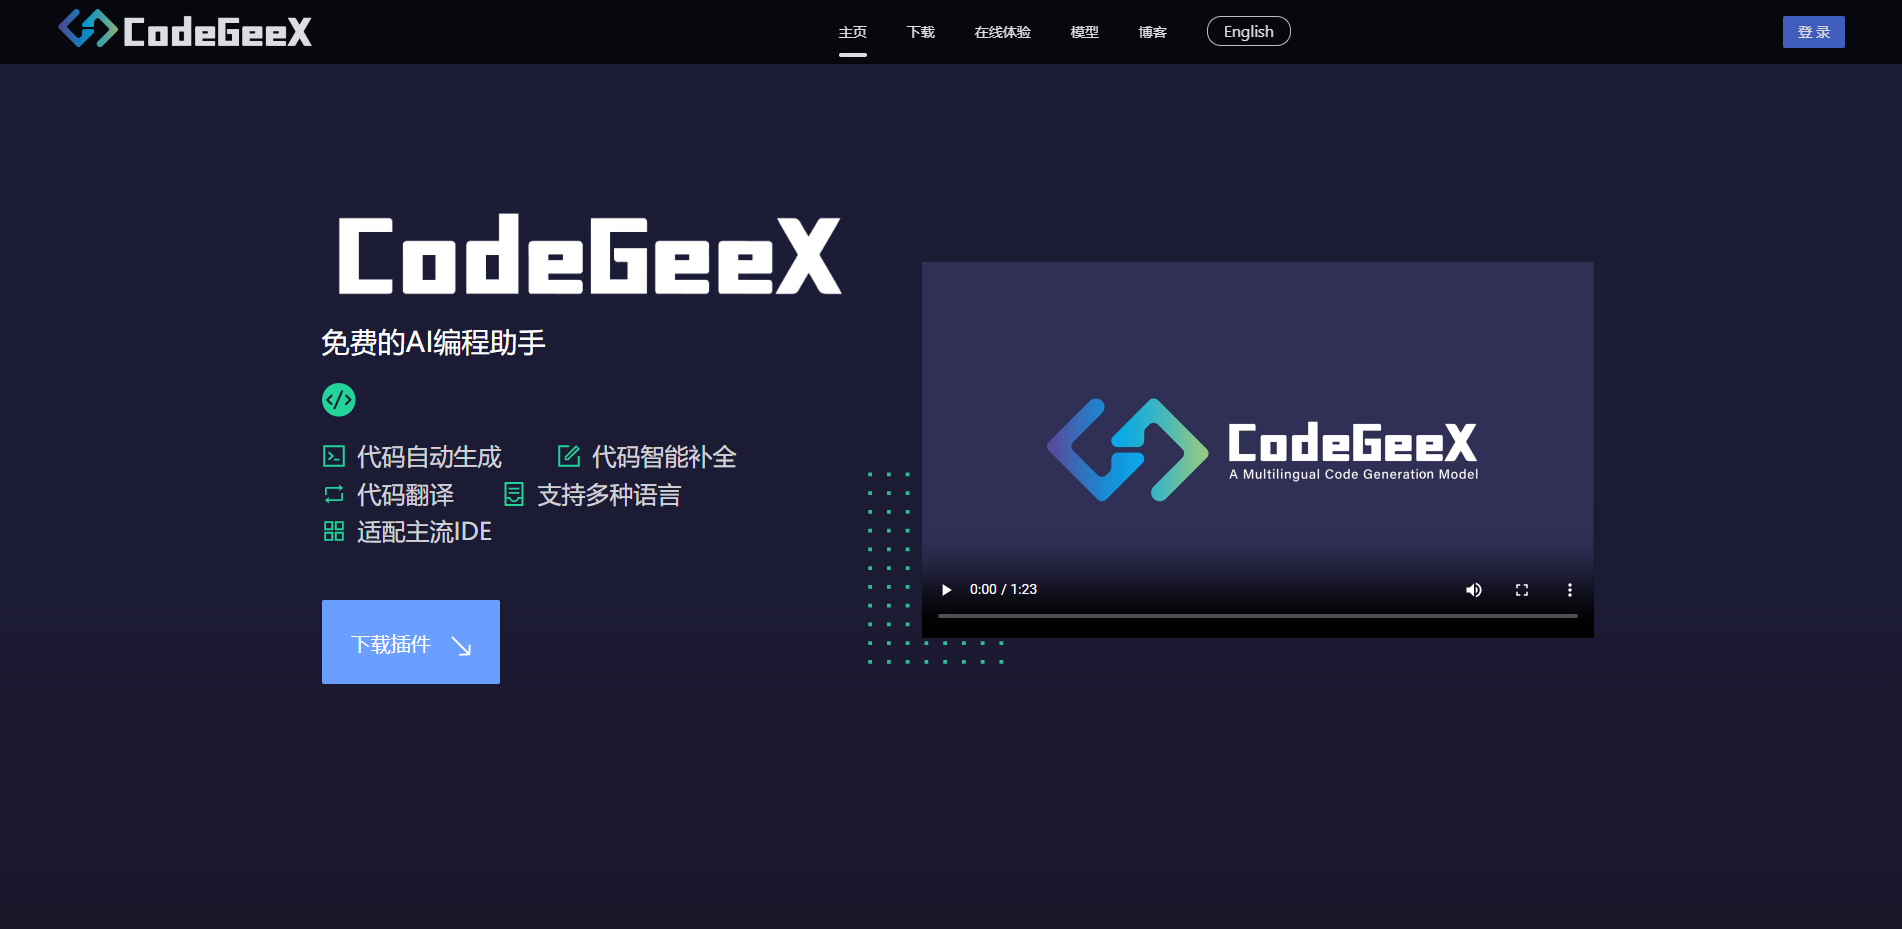 CodeGeeX
主页 下载 在线体验 模型 博客 English 登录
CodeGeeX
免费的AI编程助手
代码自动生成 代码智能补全
代码翻译 支持多种语言
适配主流IDE
下载插件
CodeGeeX
A Multilingual Code Generation Model
0:00 / 1:23